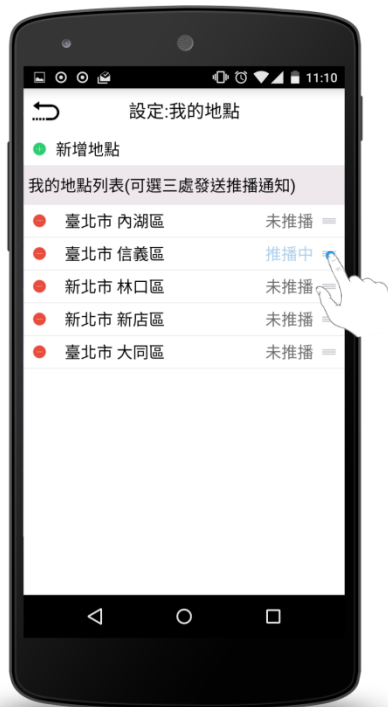 11:10
設定:我的地點
新增地點
我的地點列表(可選三處發送推播通知)
臺北市 內湖區 未推播
臺北市 信義區 推播中
新北市 林口區 未推播
新北市 新店區 未推播
臺北市 大同區 未推播